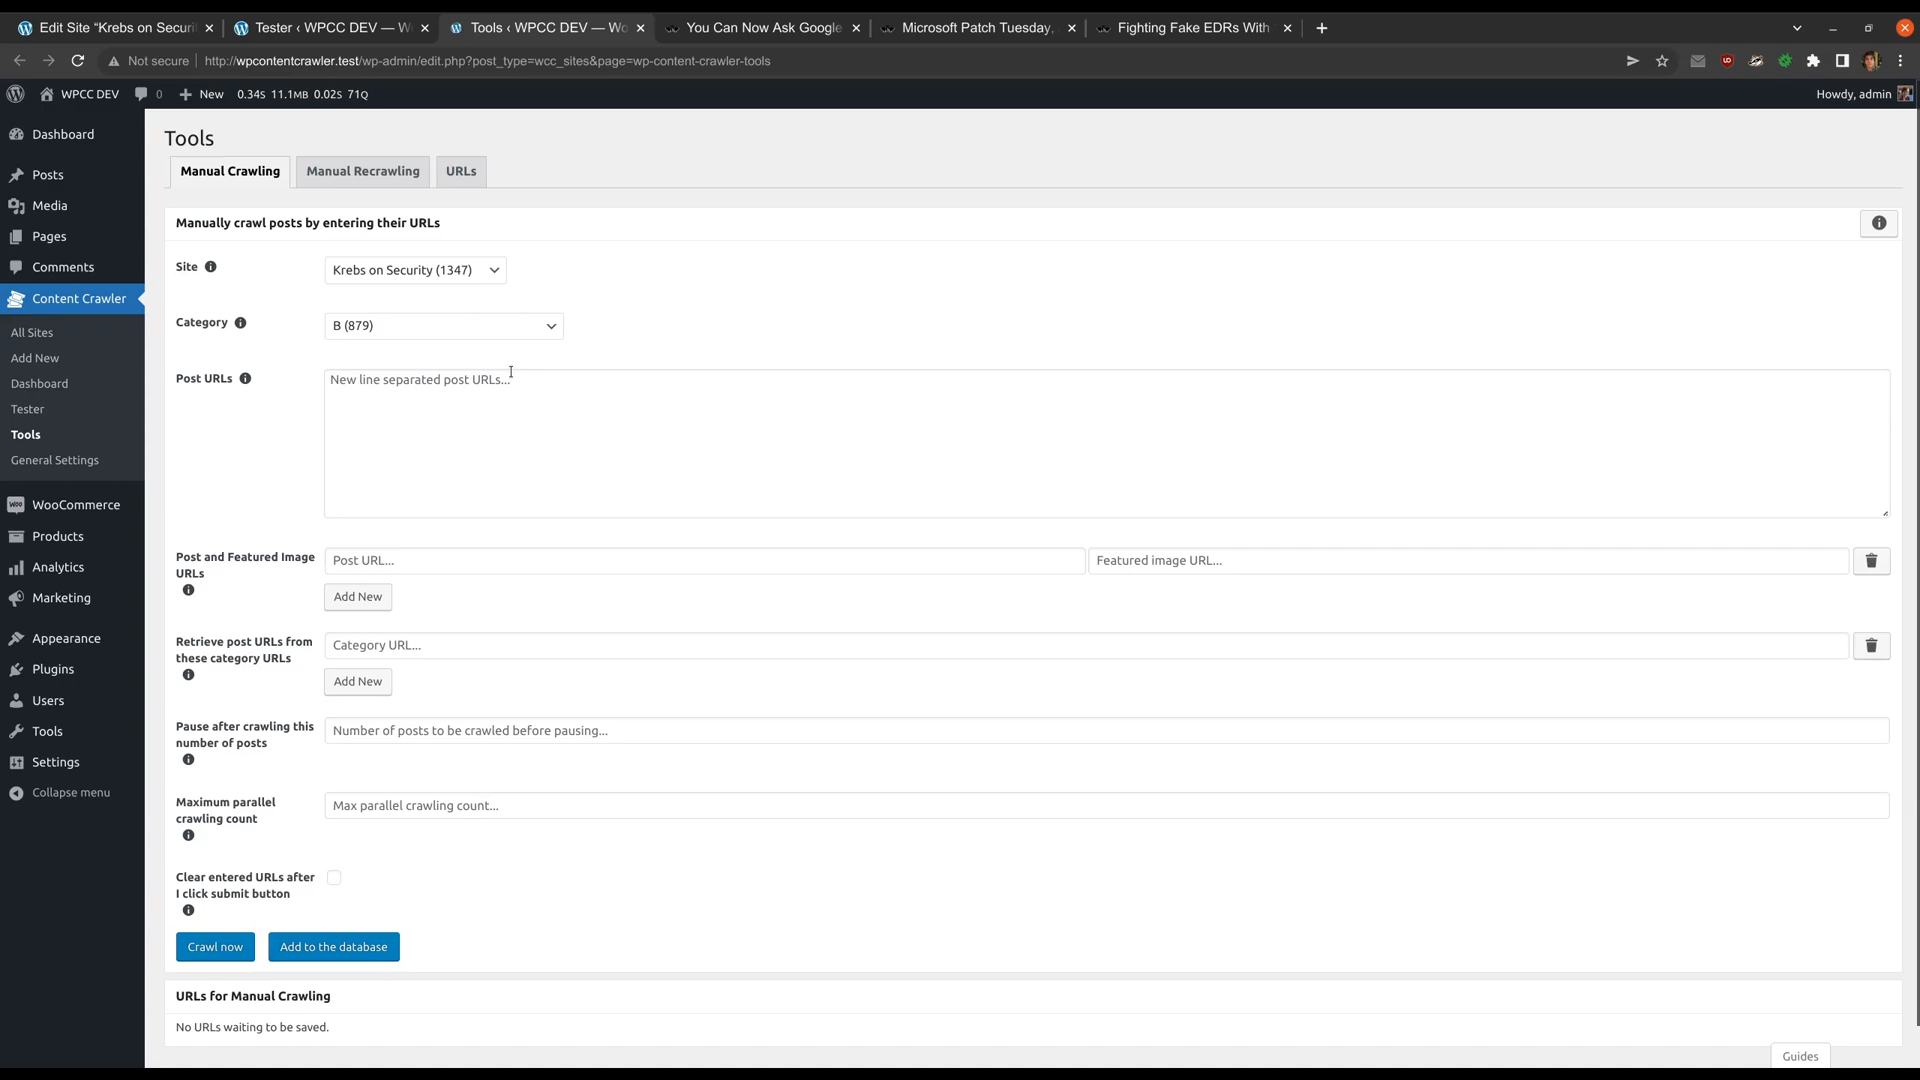 Edit Site "Krebs on Securi
Tester ‹ WPCC DEV — W
Tools ‹ WPCC DEV — Wo
You Can Now Ask Google
Microsoft Patch Tuesday,
Fighting Fake EDRs With
Not secure
http://wpcontentcrawler.test/wp-admin/edit.php?post_type=wcc_sites&page=wp-content-crawler-tools
WPCC DEV
0
New
0.34S 11.1MB 0.02S 71Q
Howdy, admin
Dashboard
Posts
Media
Pages
Comments
Content Crawler
All Sites
Add New
Dashboard
Tester
Tools
General Settings
WooCommerce
Products
Analytics
Marketing
Appearance
Plugins
Users
Tools
Settings
Collapse menu
Tools
Manual Crawling
Manual Recrawling
URLs
Manually crawl posts by entering their URLs
Site
Krebs on Security (1347)
Category
B (879)
Post URLs
New line separated post URLs...
Post and Featured Image
URLs
Post URL...
Featured image URL...
Add New
Retrieve post URLs from
these category URLs
Category URL...
Add New
Pause after crawling this
number of posts
Number of posts to be crawled before pausing...
Maximum parallel
crawling count
Max parallel crawling count...
Clear entered URLs after
I click submit button
Crawl now
Add to the database
URLs for Manual Crawling
No URLs waiting to be saved.
Guides